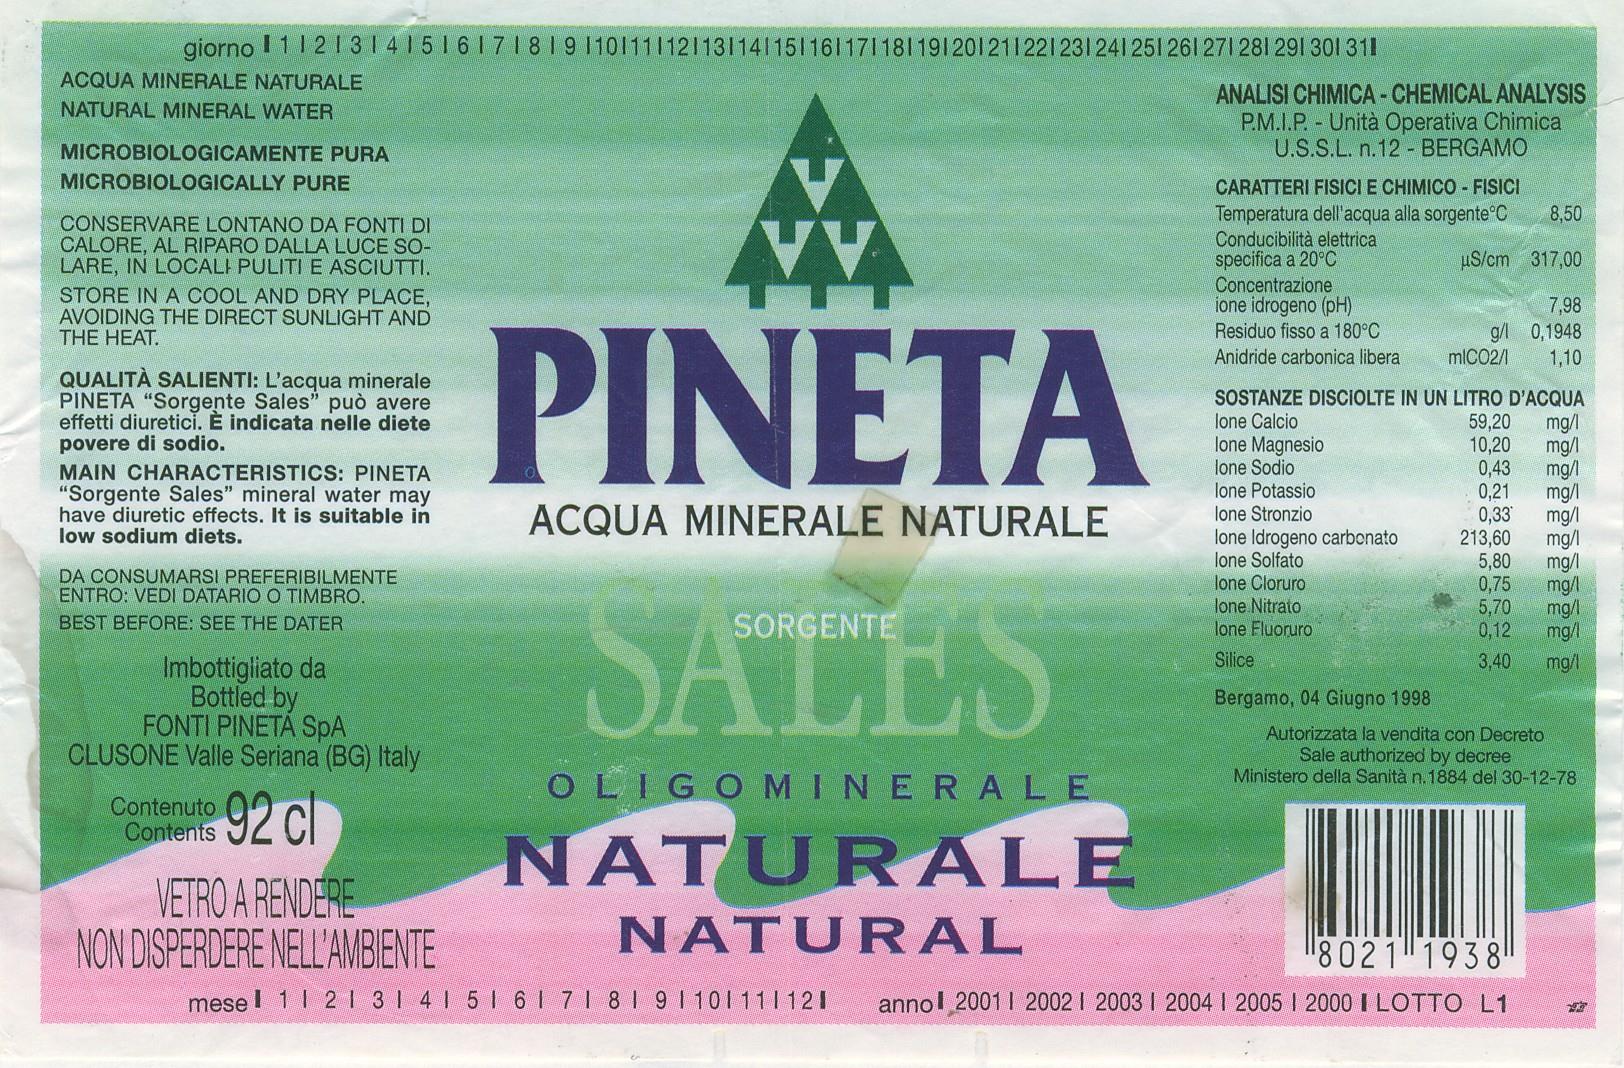 giorno 1 2 3 4 5 6 7 8 9 10 11 12 13 14 15 16 17 18 19 20 21 22 23 24 25 26 27 28 29 30 31
ACQUA MINERALE NATURALE
NATURAL MINERAL WATER
MICROBIOLOGICAMENTE PURA
MICROBIOLOGICALLY PURE
CONSERVARE LONTANO DA FONTI DI
CALORE, AL RIPARO DALLA LUCE SO-
LARE, IN LOCALI PULITI E ASCIUTTI.
STORE IN A COOL AND DRY PLACE,
AVOIDING THE DIRECT SUNLIGHT AND
THE HEAT.
QUALITÀ SALIENTI: L'acqua minerale
PINETA "Sorgente Sales" può avere
effetti diuretici. È indicata nelle diete
povere di sodio.
MAIN CHARACTERISTICS: PINETA
"Sorgente Sales" mineral water may
have diuretic effects. It is suitable in
low sodium diets.
DA CONSUMARSI PREFERIBILMENTE
ENTRO: VEDI DATARIO O TIMBRO.
BEST BEFORE: SEE THE DATER
Imbottigliato da
Bottled by
FONTI PINETA SpA
CLUSONE Valle Seriana (BG) Italy
Contenuto
Contents 92 cl
VETRO A RENDERE
NON DISPERDERE NELL'AMBIENTE
PINETA
ACQUA MINERALE NATURALE
SORGENTE
SALES
OLIGOMINERALE
NATURALE
NATURAL
ANALISI CHIMICA - CHEMICAL ANALYSIS
P.M.I.P. - Unità Operativa Chimica
U.S.S.L. n.12 - BERGAMO
CARATTERI FISICI E CHIMICO - FISICI
Temperatura dell'acqua alla sorgente°C 8,50
Conducibilità elettrica
specifica a 20°C µS/cm 317,00
Concentrazione
ione idrogeno (pH) 7,98
Residuo fisso a 180°C g/l 0,1948
Anidride carbonica libera mlCO2/l 1,10
SOSTANZE DISCIOLTE IN UN LITRO D'ACQUA
Ione Calcio 59,20 mg/l
Ione Magnesio 10,20 mg/l
Ione Sodio 0,43 mg/l
Ione Potassio 0,21 mg/l
Ione Stronzio 0,33 mg/l
Ione Idrogeno carbonato 213,60 mg/l
Ione Solfato 5,80 mg/l
Ione Cloruro 0,75 mg/l
Ione Nitrato 5,70 mg/l
Ione Fluoruro 0,12 mg/l
Silice 3,40 mg/l
Bergamo, 04 Giugno 1998
Autorizzata la vendita con Decreto
Sale authorized by decree
Ministero della Sanità n.1884 del 30-12-78
8021 1938
mese 1 2 3 4 5 6 7 8 9 10 11 12 anno 2001 2002 2003 2004 2005 2000 LOTTO L1